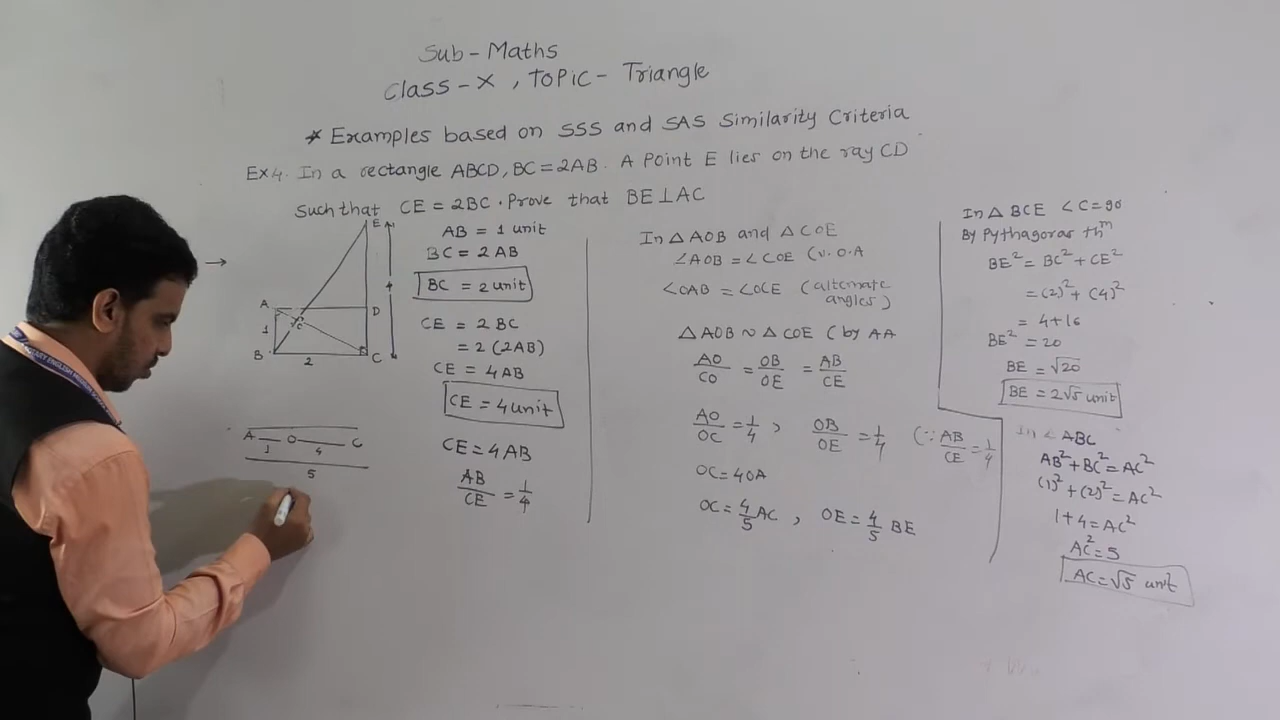 Sub - Maths
Class - X , Topic - Triangle
* Examples based on SSS and SAS Similarity Criteria
Ex4. In a rectangle ABCD, BC = 2AB. A Point E lies on the ray CD
Such that CE = 2BC. Prove that BE⊥AC
→
E
A
D
1
4
B
2
C
A — O — C
1 4
5
AB = 1 unit
BC = 2AB
BC = 2 unit
CE = 2 BC
= 2 (2AB)
CE = 4AB
CE = 4 unit
CE = 4AB
AB/CE = 1/4
In △ AOB and △ COE
∠AOB = ∠COE (V.O.A
∠OAB = ∠OCE (alternate angles)
△ AOB ~ △ COE (by AA
AO/CO = OB/OE = AB/CE
AO/OC = 1/4 , OB/OE = 1/4 (∵ AB/CE = 1/4
OC = 4OA
OC = 4/5 AC , OE = 4/5 BE
In △ BCE ∠C = 90
By Pythagoras thm
BE² = BC² + CE²
= (2)² + (4)²
= 4+16
BE² = 20
BE = √20
BE = 2√5 unit
In ∠ ABC
AB² + BC² = AC²
(1)² + (2)² = AC²
1 + 4 = AC²
AC² = 5
AC = √5 unit